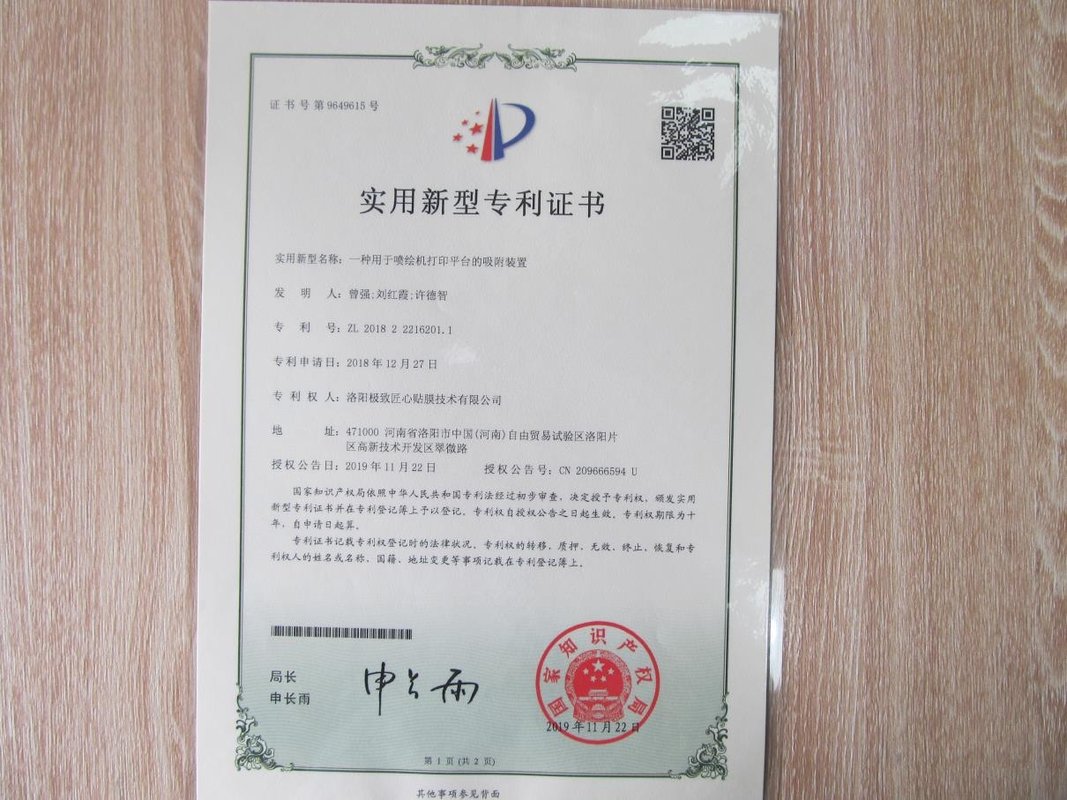 证书号第9649615号
实用新型专利证书
实用新型名称：一种用于喷绘机打印平台的吸附装置
发 明 人：曾强;刘红霞;许德智
专 利 号：ZL 2018 2 2216201.1
专利申请日：2018年12月27日
专 利 权 人：洛阳极致匠心贴膜技术有限公司
地 址：471000 河南省洛阳市中国(河南)自由贸易试验区洛阳片
区高新技术开发区翠微路
授权公告日：2019年11月22日 授权公告号：CN 209666594 U
国家知识产权局依照中华人民共和国专利法经过初步审查，决定授予专利权，颁发实用
新型专利证书并在专利登记簿上予以登记。专利权自授权公告之日起生效。专利权期限为十
年，自申请日起算。
专利证书记载专利权登记时的法律状况。专利权的转移、质押、无效、终止、恢复和专
利权人的姓名或名称、国籍、地址变更等事项记载在专利登记簿上。
局长
申长雨
申长雨
国家知识产权局
2019年11月22日
第 1 页 (共 2 页)
其他事项参见背面